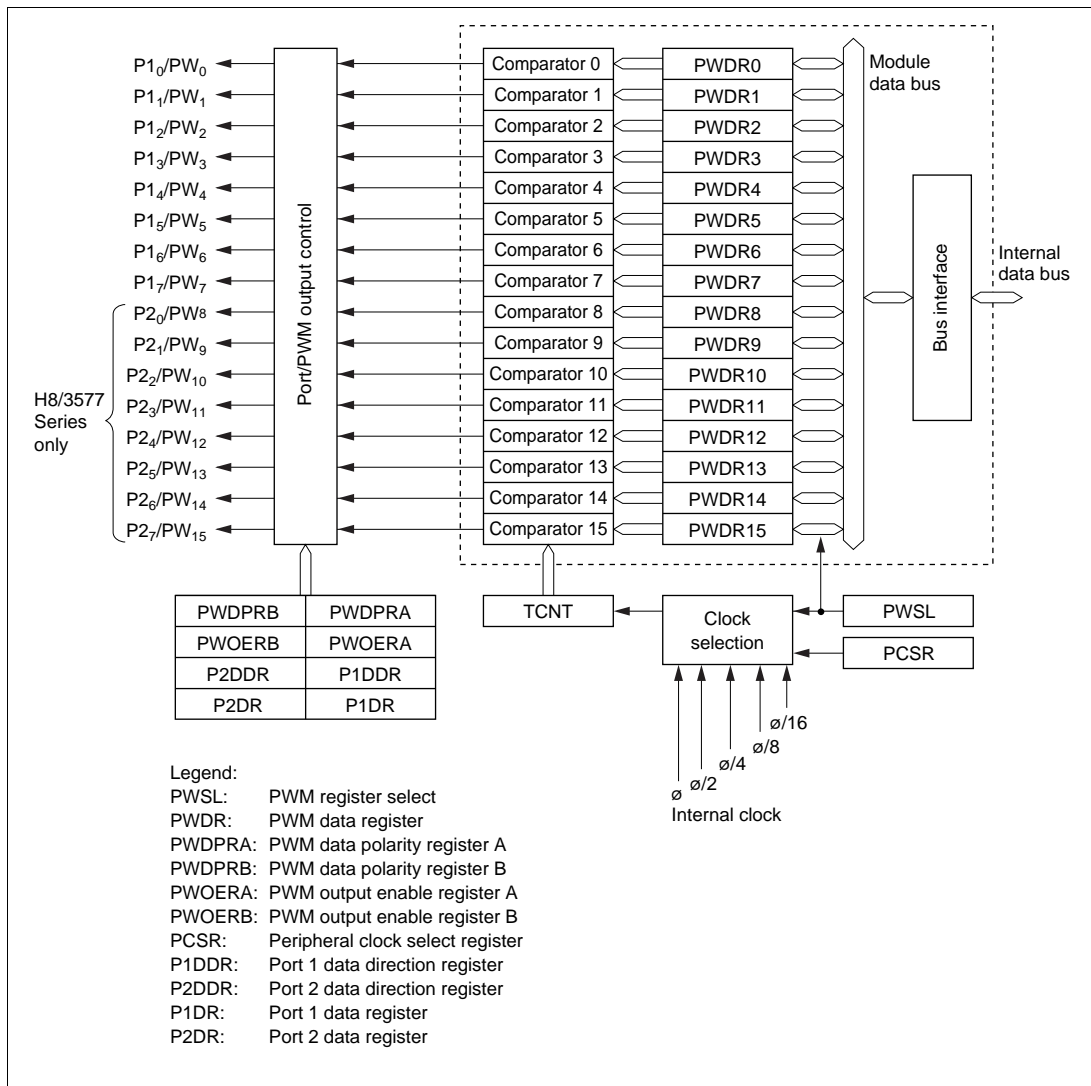 P1₀/PW₀
P1₁/PW₁
P1₂/PW₂
P1₃/PW₃
P1₄/PW₄
P1₅/PW₅
P1₆/PW₆
P1₇/PW₇
P2₀/PW8
P2₁/PW₉
P2₂/PW₁₀
P2₃/PW₁₁
P2₄/PW₁₂
P2₅/PW₁₃
P2₆/PW₁₄
P2₇/PW₁₅
H8/3577
Series
only
Port/PWM output control
Comparator 0
Comparator 1
Comparator 2
Comparator 3
Comparator 4
Comparator 5
Comparator 6
Comparator 7
Comparator 8
Comparator 9
Comparator 10
Comparator 11
Comparator 12
Comparator 13
Comparator 14
Comparator 15
PWDR0
PWDR1
PWDR2
PWDR3
PWDR4
PWDR5
PWDR6
PWDR7
PWDR8
PWDR9
PWDR10
PWDR11
PWDR12
PWDR13
PWDR14
PWDR15
Module
data bus
Bus interface
Internal
data bus
PWDPRB PWDPRA
PWOERB PWOERA
P2DDR P1DDR
P2DR P1DR
TCNT
Clock
selection
PWSL
PCSR
ø/16
ø/8
ø/4
ø/2
ø
Internal clock
Legend:
PWSL: PWM register select
PWDR: PWM data register
PWDPRA: PWM data polarity register A
PWDPRB: PWM data polarity register B
PWOERA: PWM output enable register A
PWOERB: PWM output enable register B
PCSR: Peripheral clock select register
P1DDR: Port 1 data direction register
P2DDR: Port 2 data direction register
P1DR: Port 1 data register
P2DR: Port 2 data register